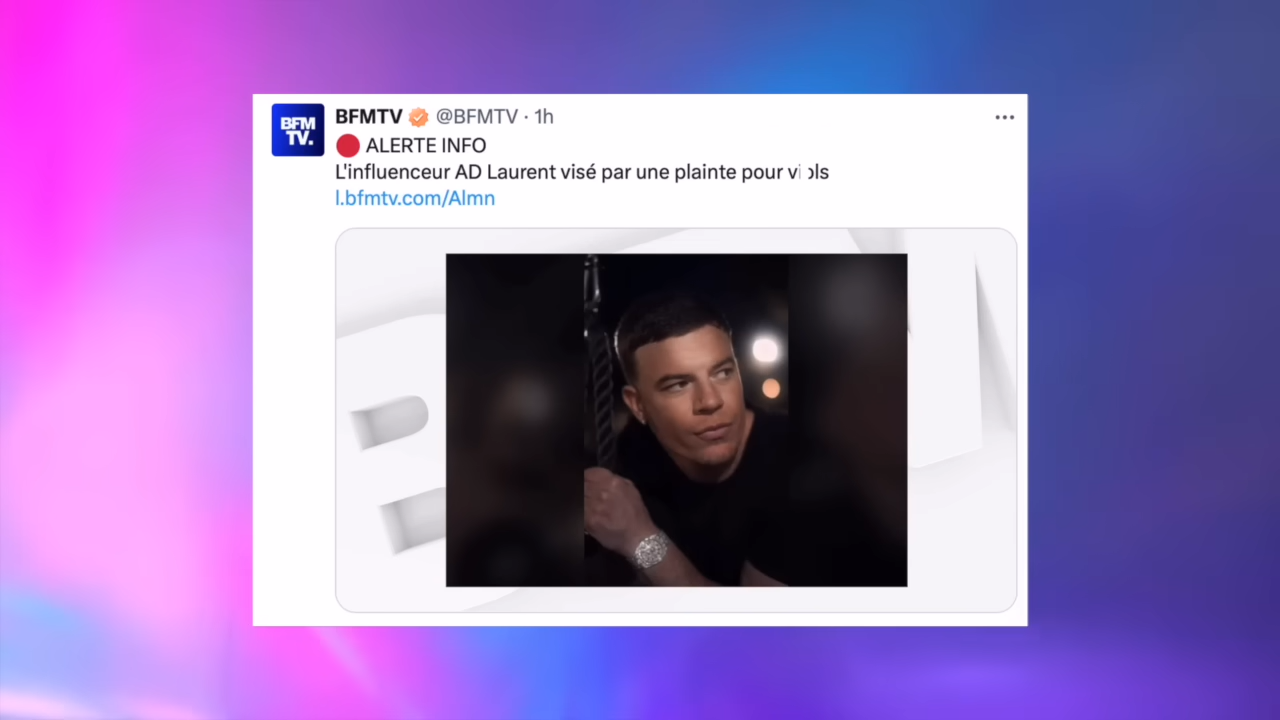 BFM
TV.
BFMTV @BFMTV · 1h
ALERTE INFO
L'influenceur AD Laurent visé par une plainte pour viols
l.bfmtv.com/Almn